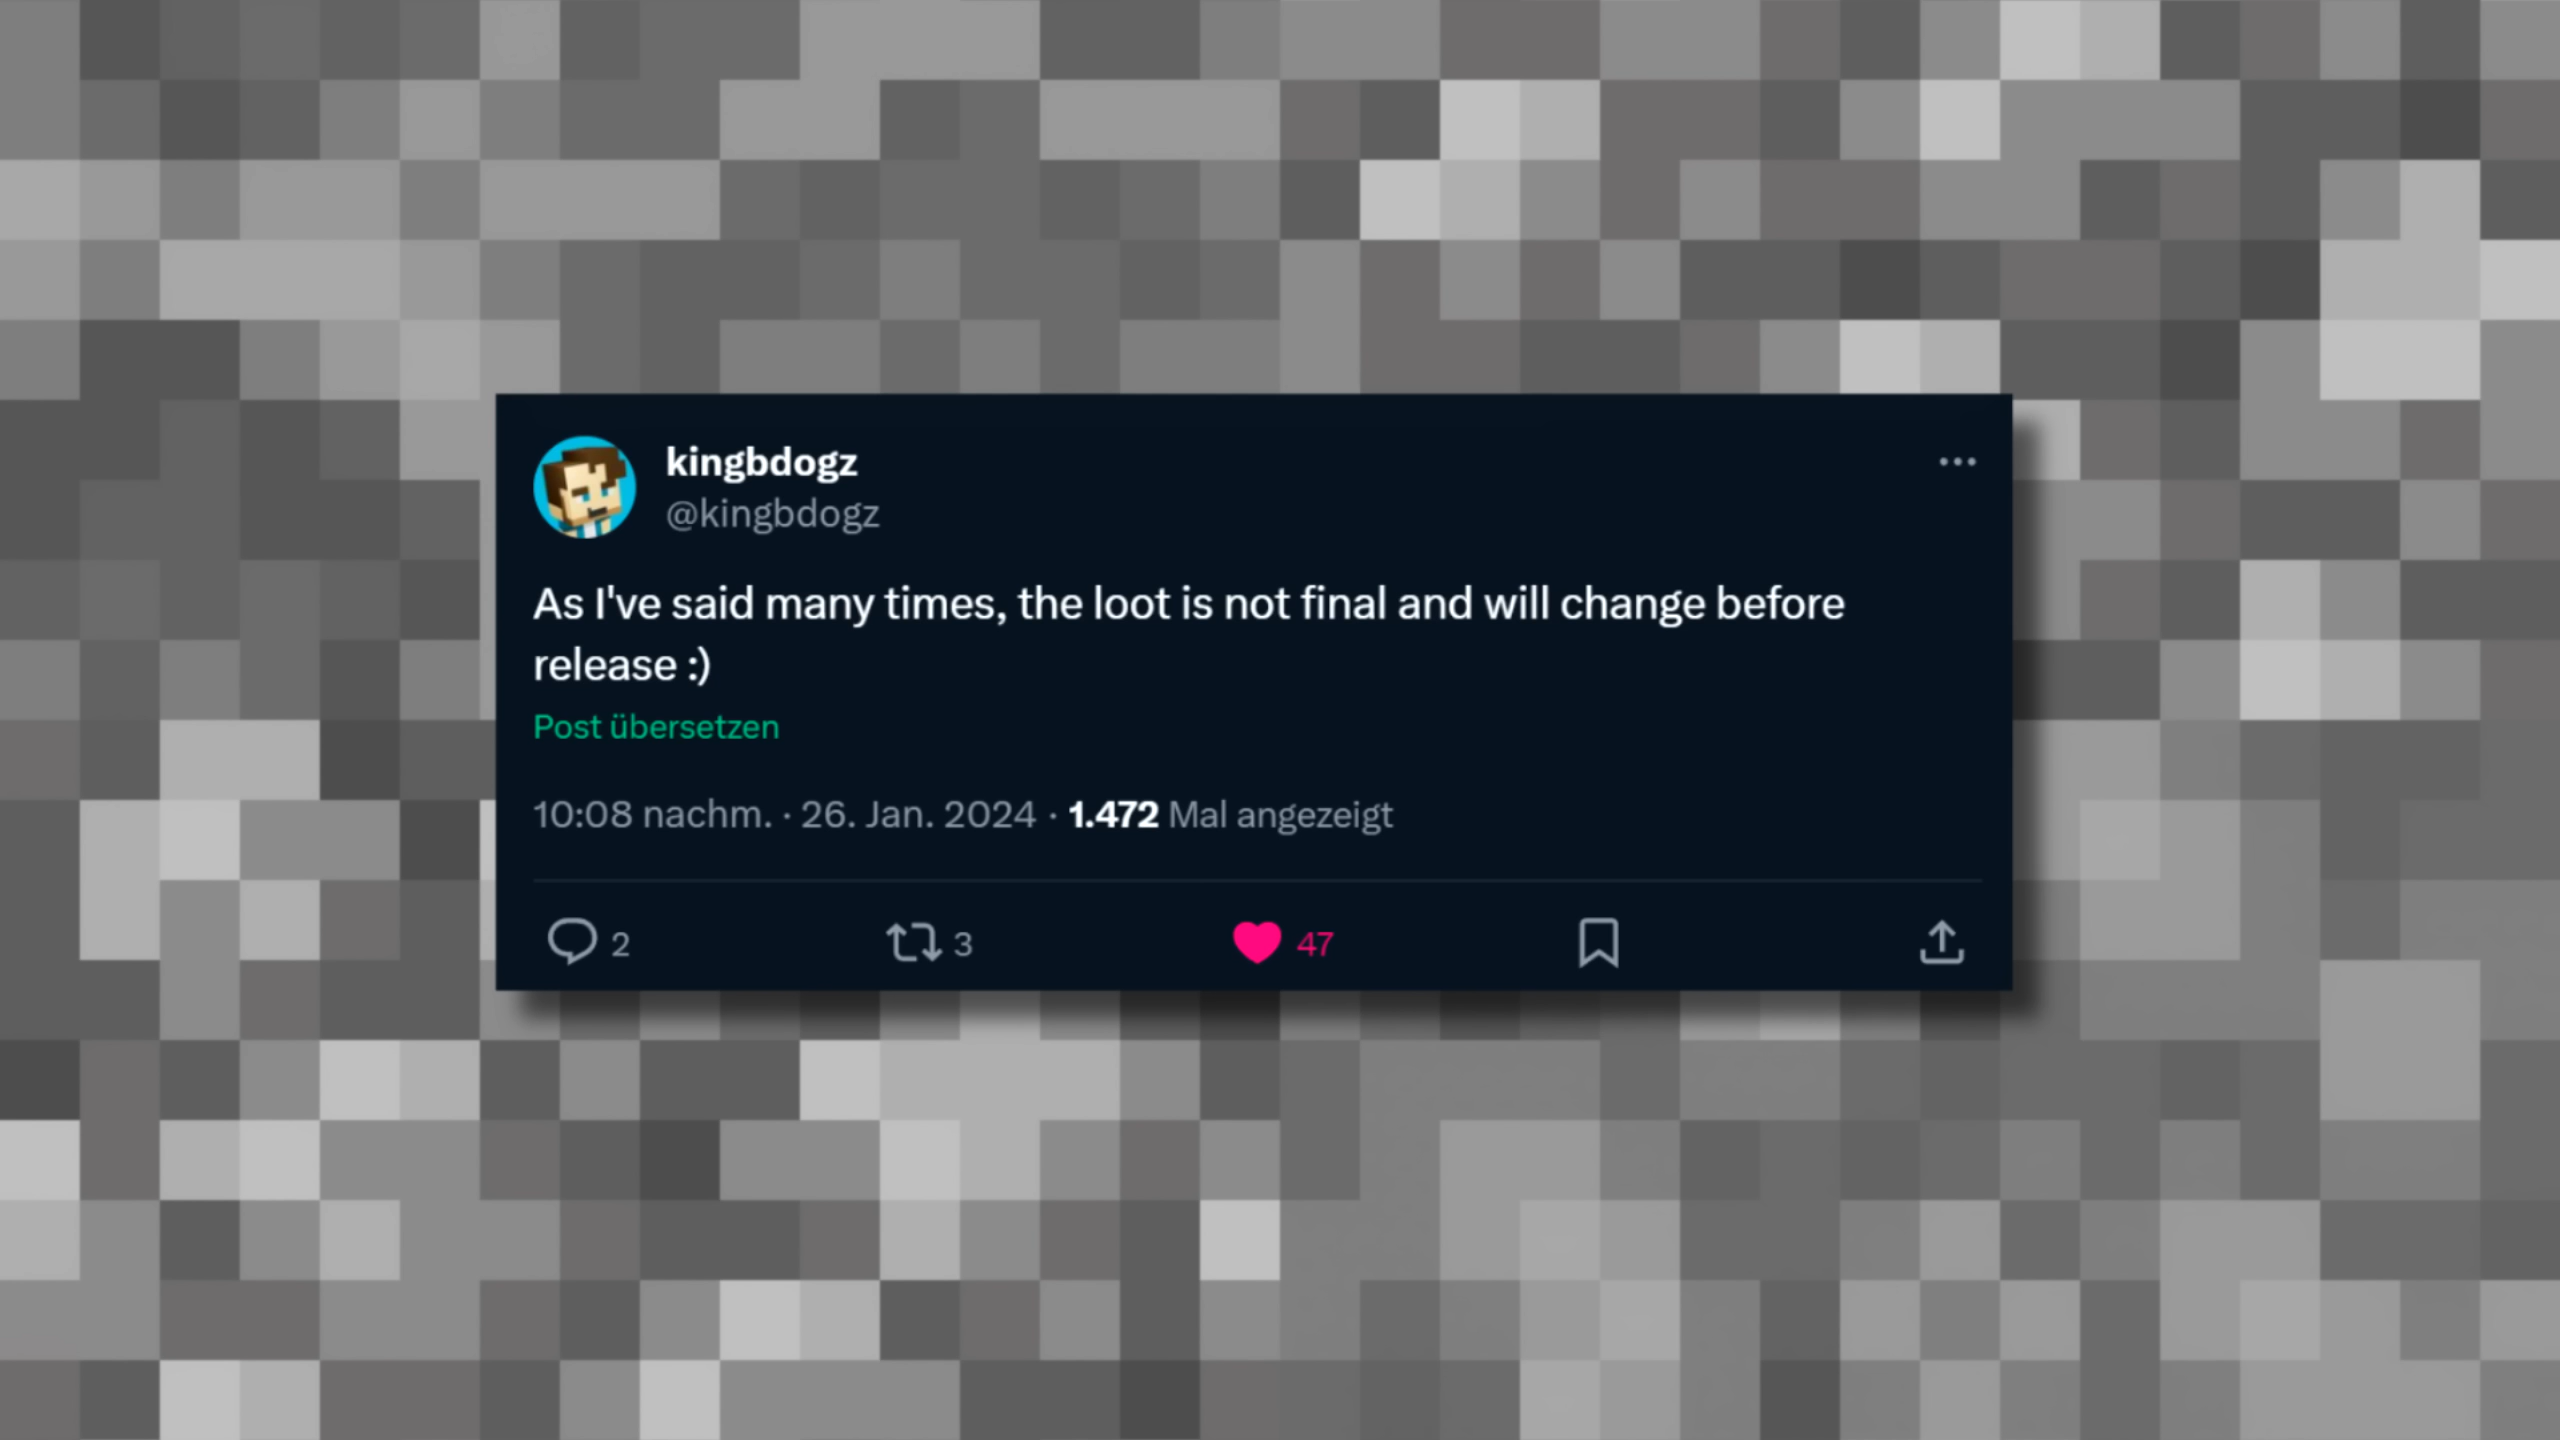 kingbdogz
@kingbdogz
As I've said many times, the loot is not final and will change before
release :)
Post übersetzen
10:08 nachm. · 26. Jan. 2024 · 1.472 Mal angezeigt
2 3 47